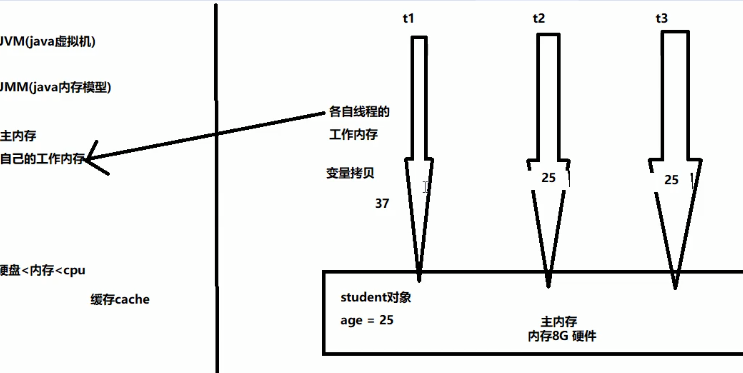 JVM(java虚拟机)
JMM(java内存模型)
主内存
自己的工作内存
硬盘<内存<cpu
缓存cache
t1
t2
t3
各自线程的
工作内存
变量拷贝
37
25
25
student对象
age = 25
主内存
内存8G 硬件